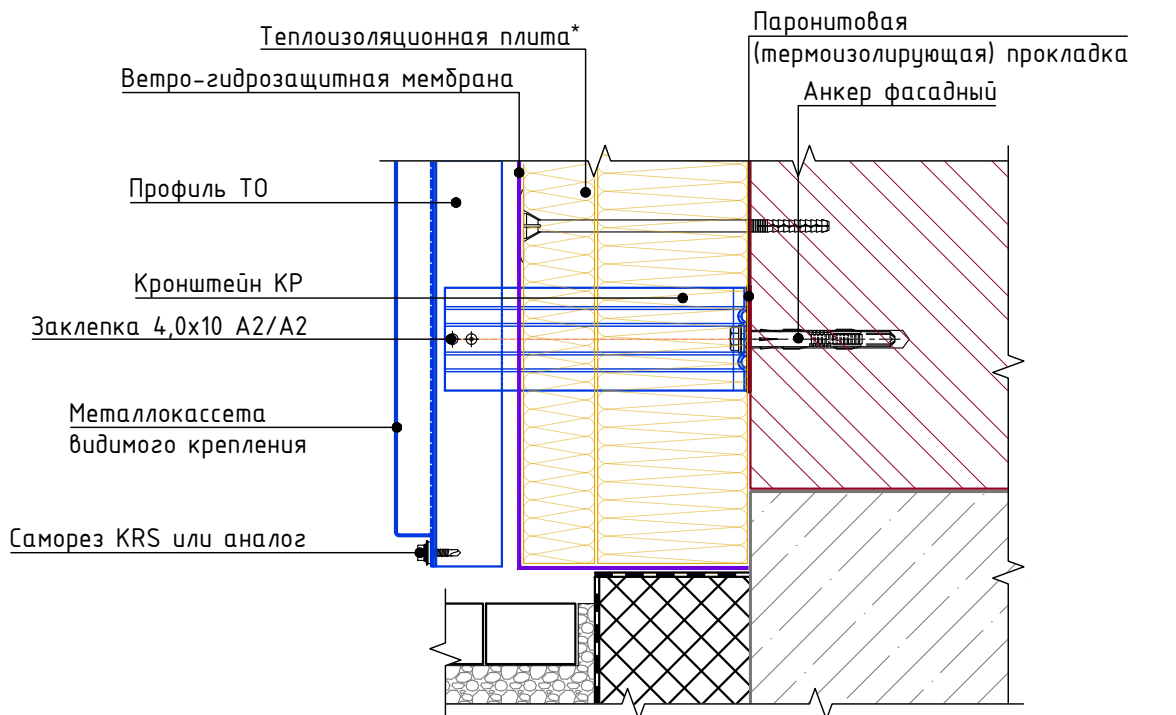 Теплоизоляционная плита*
Ветро-гидрозащитная мембрана
Паронитовая
(термоизолирующая) прокладка
Анкер фасадный
Профиль ТО
Кронштейн КР
Заклепка 4,0х10 А2/А2
Металлокассета
видимого крепления
Саморез KRS или аналог